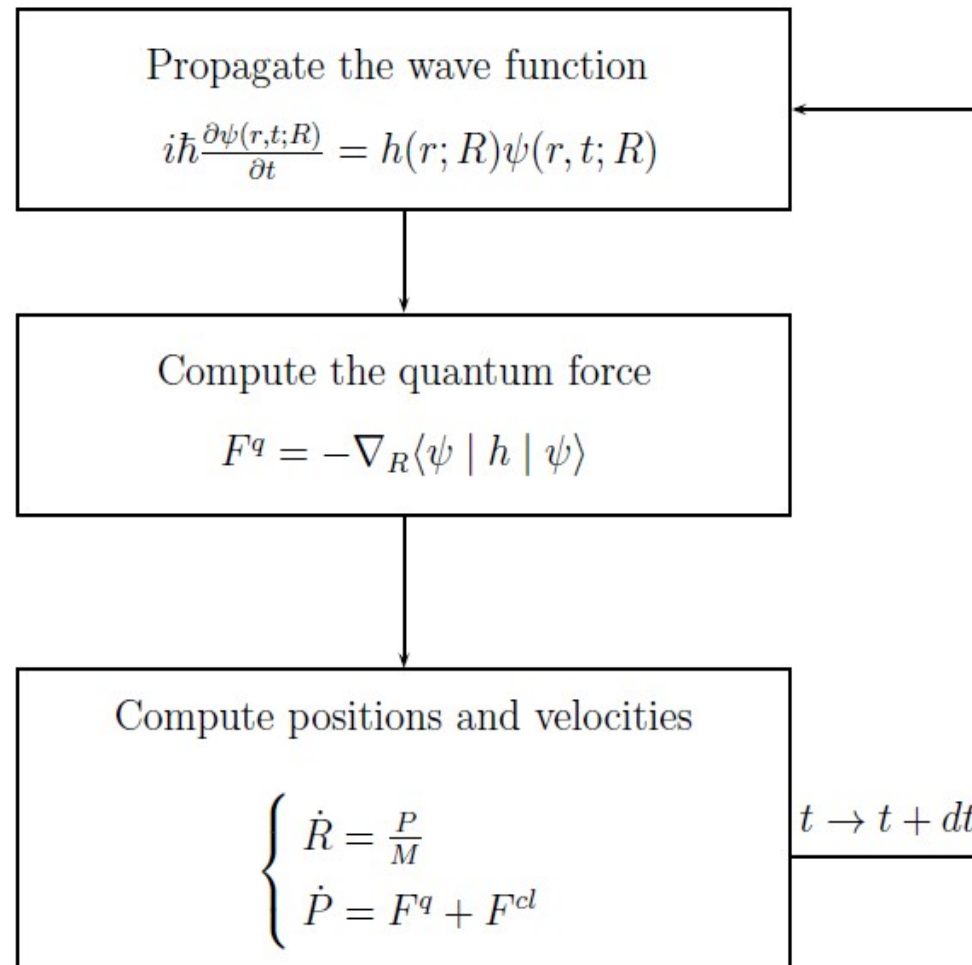 Propagate the wave function
iħ ∂ψ(r,t;R)/∂t = h(r; R)ψ(r, t; R)
Compute the quantum force
F^q = −∇_R⟨ψ | h | ψ⟩
Compute positions and velocities
Ṙ = P/M
t → t + dt
Ṗ = F^q + F^{cl}